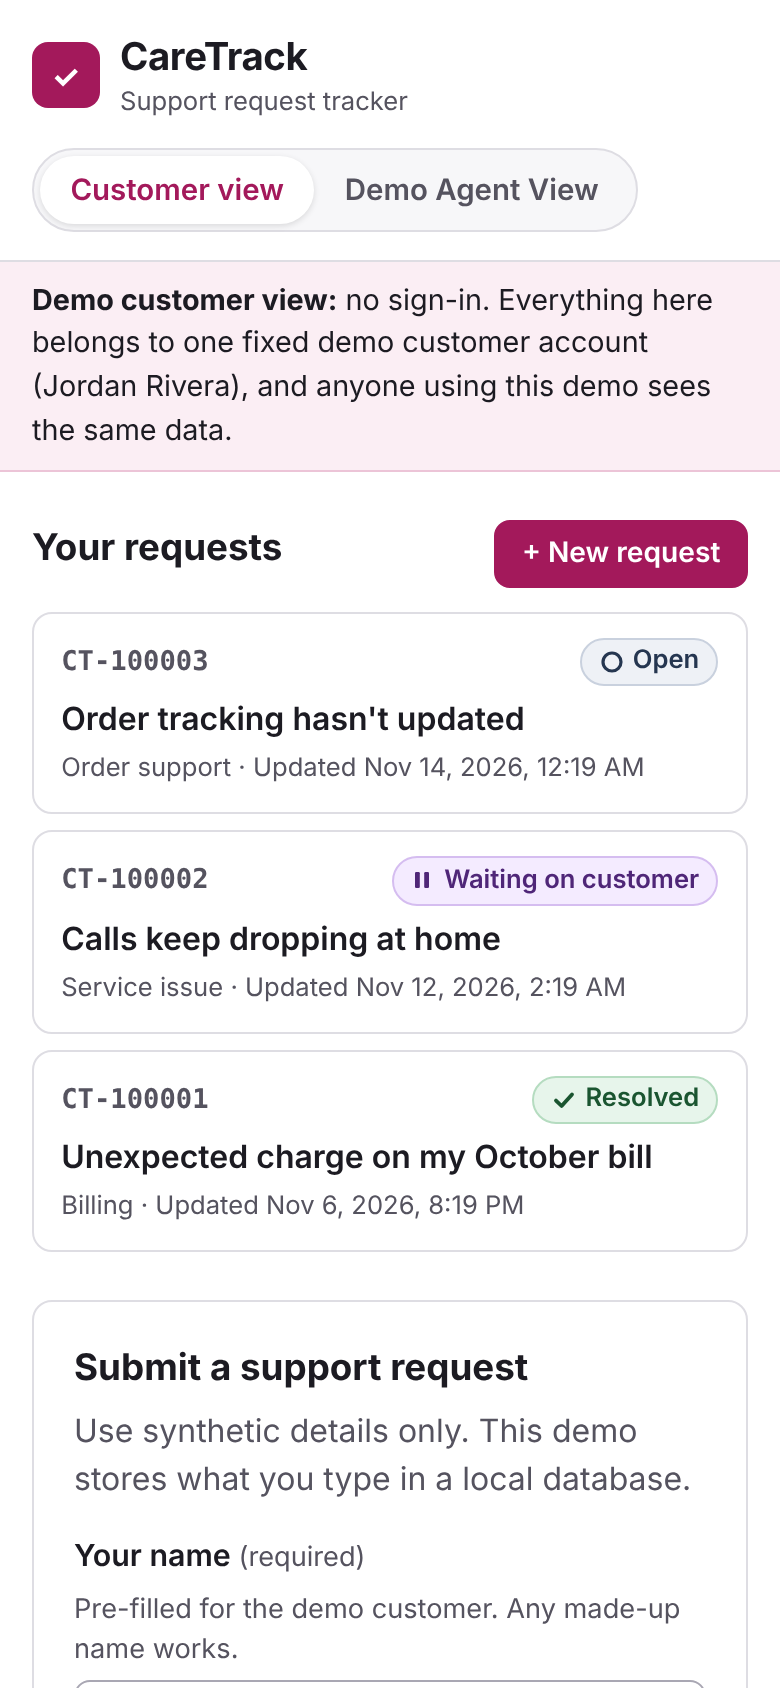 CareTrack
Support request tracker
Customer view
Demo Agent View
Demo customer view: no sign-in. Everything here
belongs to one fixed demo customer account
(Jordan Rivera), and anyone using this demo sees
the same data.
Your requests
+ New request
CT-100003
Open
Order tracking hasn't updated
Order support · Updated Nov 14, 2026, 12:19 AM
CT-100002
Waiting on customer
Calls keep dropping at home
Service issue · Updated Nov 12, 2026, 2:19 AM
CT-100001
Resolved
Unexpected charge on my October bill
Billing · Updated Nov 6, 2026, 8:19 PM
Submit a support request
Use synthetic details only. This demo
stores what you type in a local database.
Your name (required)
Pre-filled for the demo customer. Any made-up
name works.